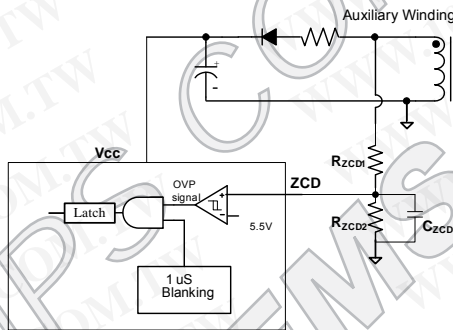 Auxiliary Winding
+
-
Vcc
RZCD1
OVP
signal
ZCD
+
-
Latch
5.5V
RZCD2
CZCD
1 uS
Blanking